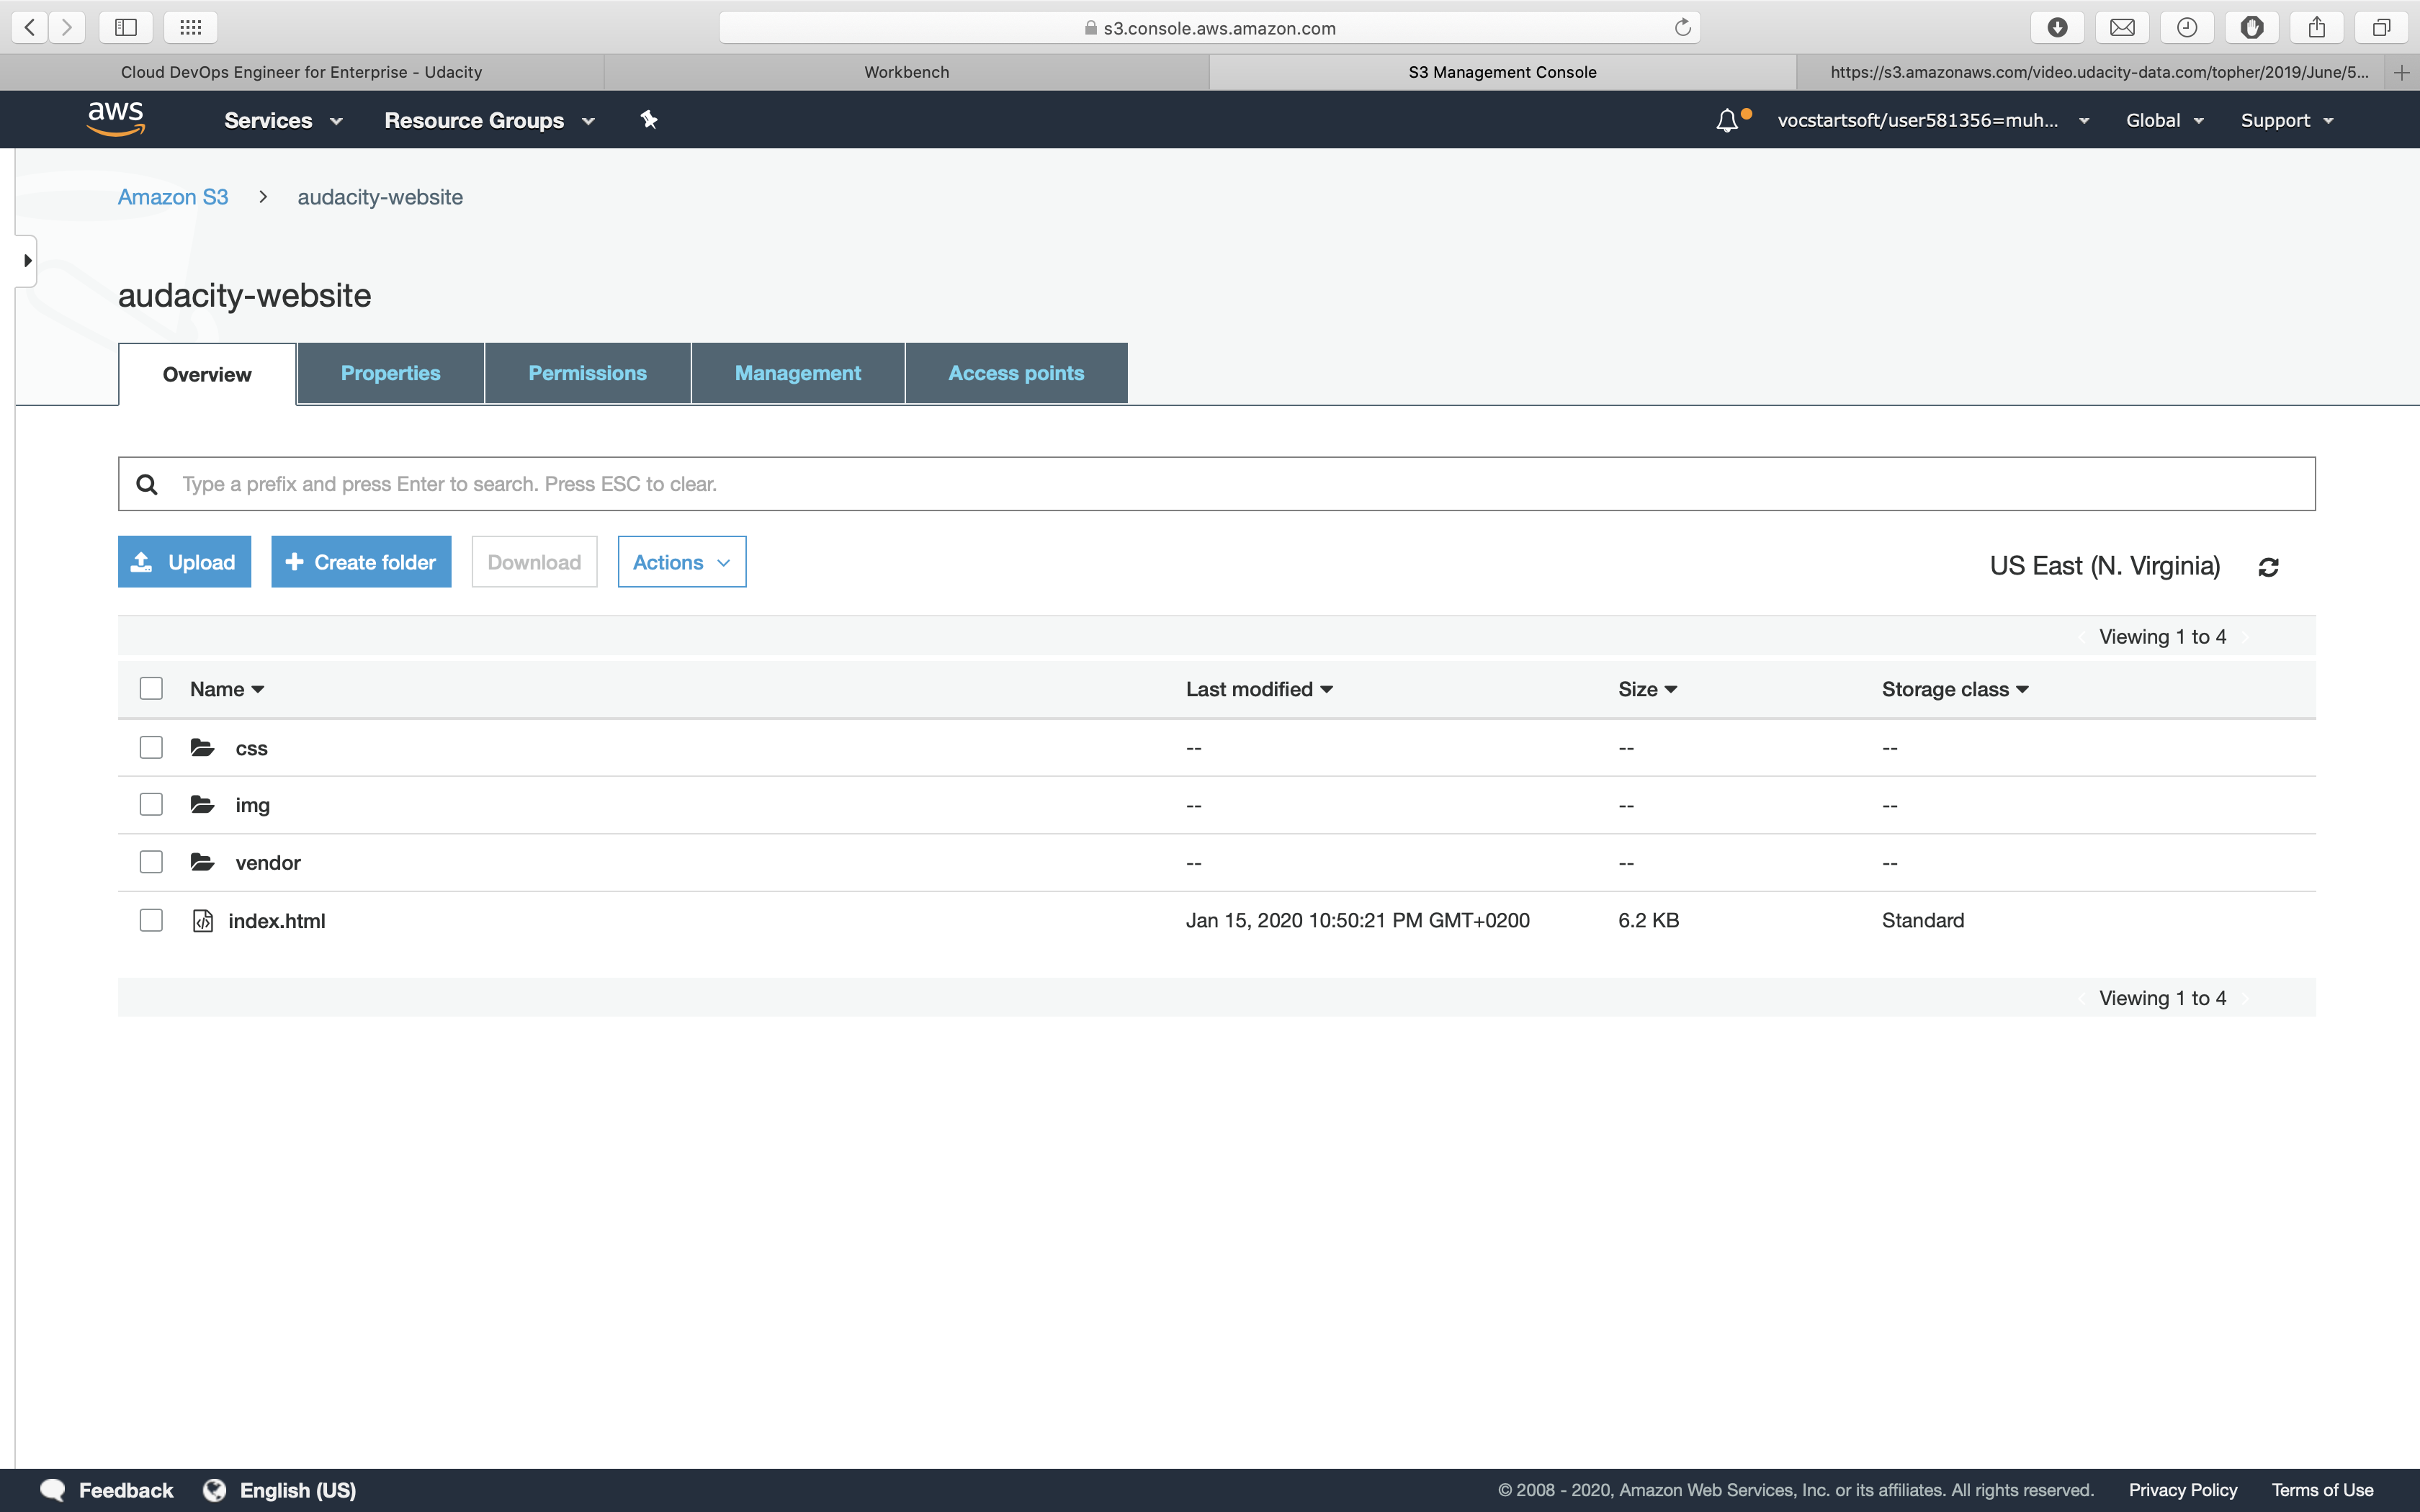 s3.console.aws.amazon.com
Cloud DevOps Engineer for Enterprise - Udacity
Workbench
S3 Management Console
https://s3.amazonaws.com/video.udacity-data.com/topher/2019/June/5...
aws
Services
Resource Groups
vocstartsoft/user581356=muh...
Global
Support
Amazon S3 > audacity-website
audacity-website
Overview
Properties
Permissions
Management
Access points
Type a prefix and press Enter to search. Press ESC to clear.
Upload
+ Create folder
Download
Actions
US East (N. Virginia)
Viewing 1 to 4
Name Last modified Size Storage class
css -- -- --
img -- -- --
vendor -- -- --
index.html Jan 15, 2020 10:50:21 PM GMT+0200 6.2 KB Standard
Viewing 1 to 4
Feedback
English (US)
© 2008 - 2020, Amazon Web Services, Inc. or its affiliates. All rights reserved.
Privacy Policy
Terms of Use